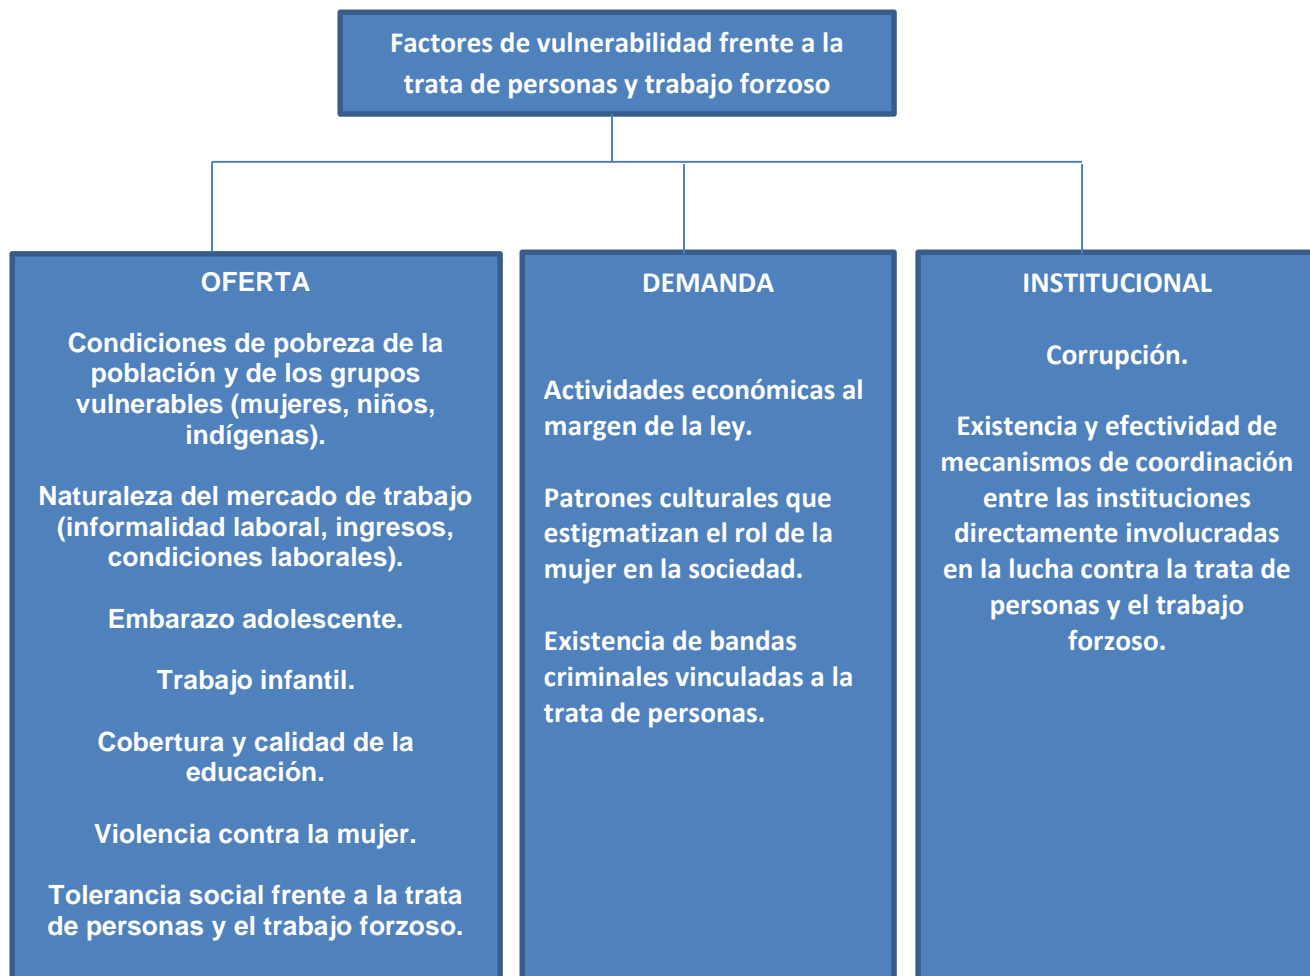 Factores de vulnerabilidad frente a la
trata de personas y trabajo forzoso
OFERTA
Condiciones de pobreza de la
población y de los grupos
vulnerables (mujeres, niños,
indígenas).
Naturaleza del mercado de trabajo
(informalidad laboral, ingresos,
condiciones laborales).
Embarazo adolescente.
Trabajo infantil.
Cobertura y calidad de la
educación.
Violencia contra la mujer.
Tolerancia social frente a la trata
de personas y el trabajo forzoso.
DEMANDA
Actividades económicas al
margen de la ley.
Patrones culturales que
estigmatizan el rol de la
mujer en la sociedad.
Existencia de bandas
criminales vinculadas a la
trata de personas.
INSTITUCIONAL
Corrupción.
Existencia y efectividad de
mecanismos de coordinación
entre las instituciones
directamente involucradas
en la lucha contra la trata de
personas y el trabajo
forzoso.